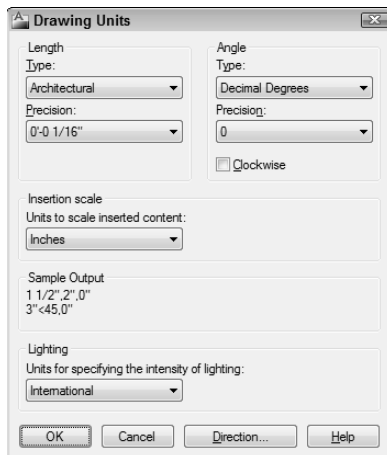 Drawing Units
Length
Type:
Architectural
Precision:
0'-0 1/16"
Angle
Type:
Decimal Degrees
Precision:
0
Clockwise
Insertion scale
Units to scale inserted content:
Inches
Sample Output
1 1/2",2",0"
3"<45,0"
Lighting
Units for specifying the intensity of lighting:
International
OK
Cancel
Direction...
Help